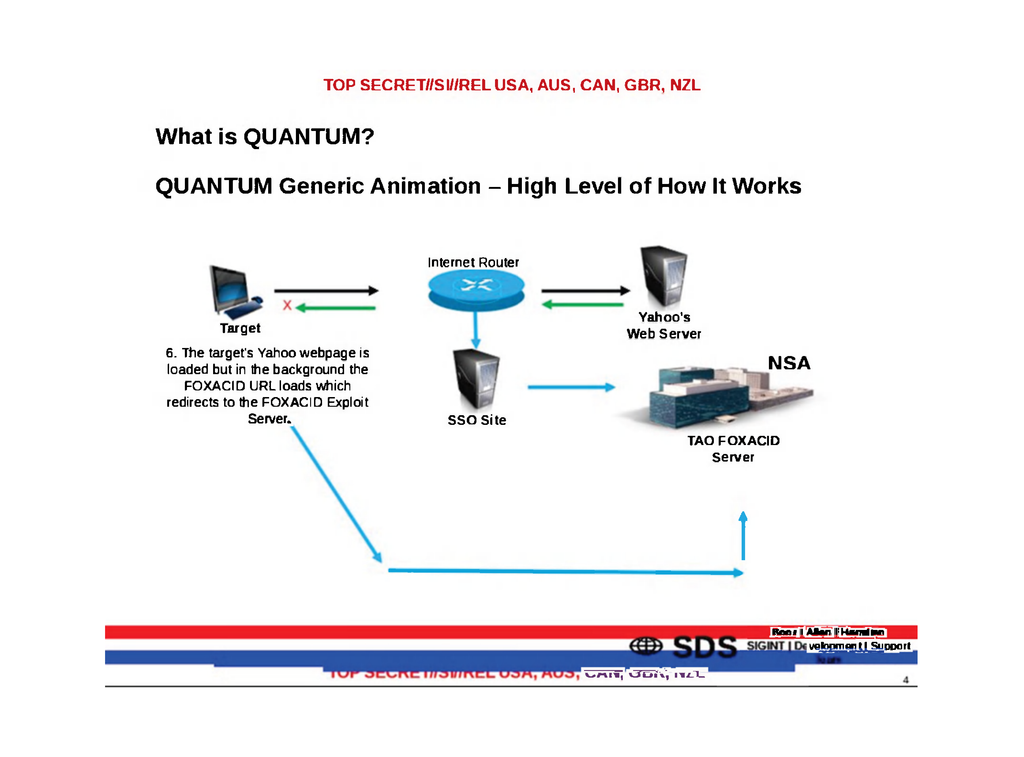 TOP SECRET//SI//REL USA, AUS, CAN, GBR, NZL
What is QUANTUM?
QUANTUM Generic Animation – High Level of How It Works
Internet Router
X
Target
Yahoo's
Web Server
6. The target's Yahoo webpage is
loaded but in the background the
FOXACID URL loads which
redirects to the FOXACID Exploit
Server.
SSO Site
NSA
TAO FOXACID
Server
Booz | Allen | Hamilton
SDS
SIGINT | Development | Support
TOP SECRET//SI//REL USA, AUS, CAN, GBR, NZL
4